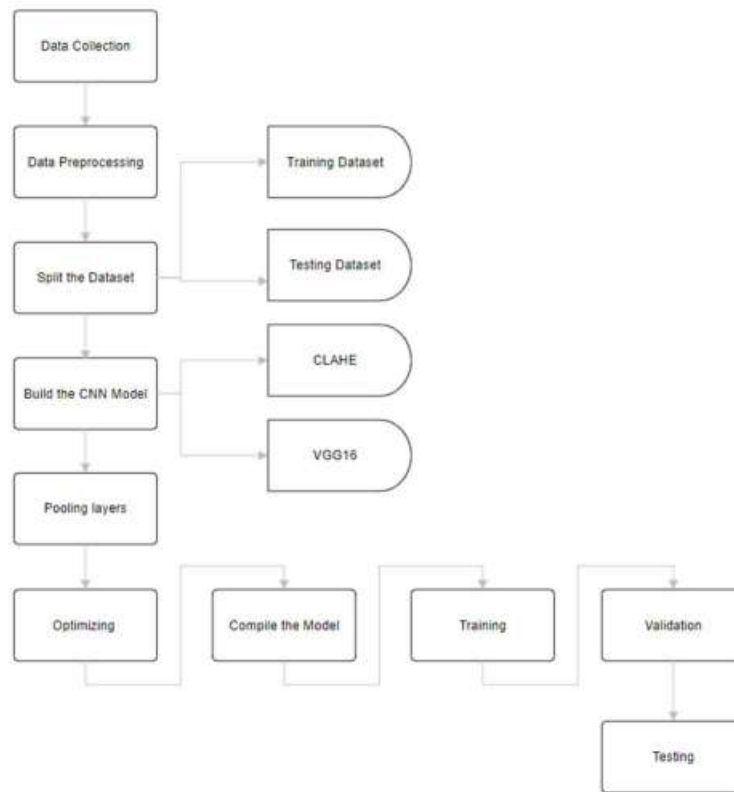 Data Collection
Data Preprocessing
Training Dataset
Split the Dataset
Testing Dataset
Build the CNN Model
CLAHE
VGG16
Pooling layers
Optimizing
Compile the Model
Training
Validation
Testing